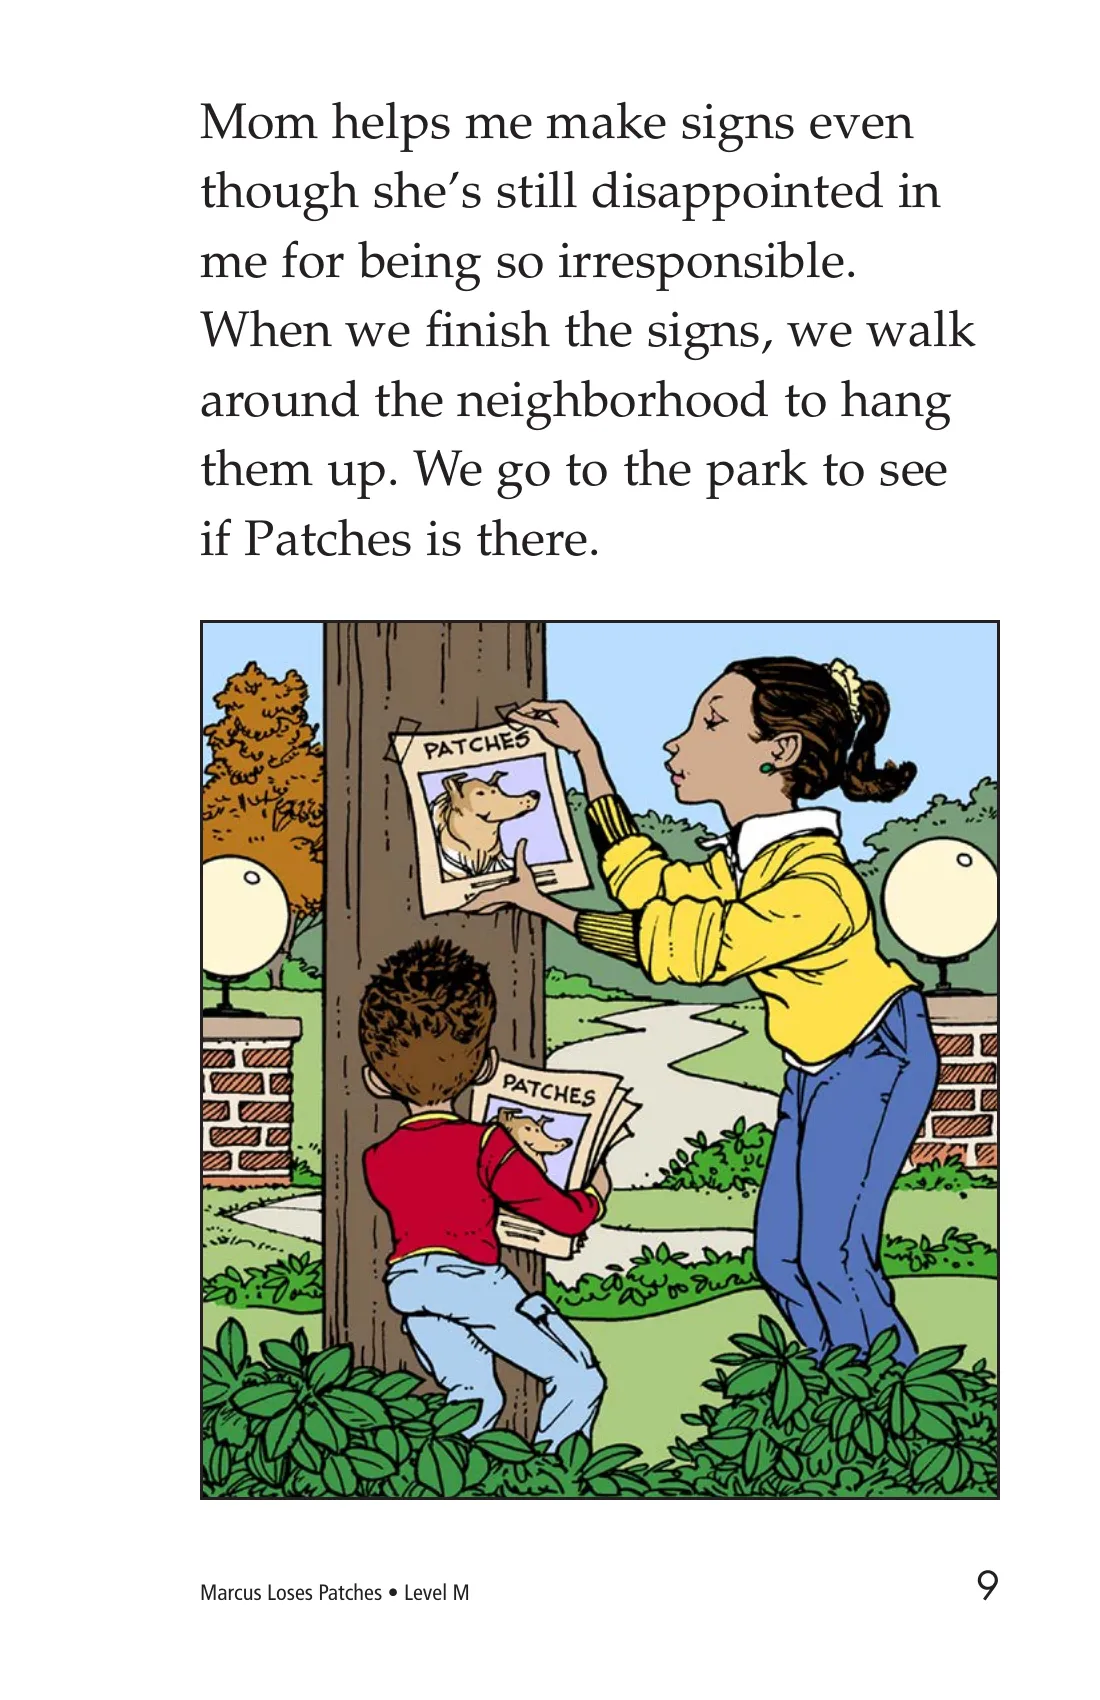 Mom helps me make signs even
though she’s still disappointed in
me for being so irresponsible.
When we finish the signs, we walk
around the neighborhood to hang
them up. We go to the park to see
if Patches is there.
PATCHES
PATCHES
Marcus Loses Patches • Level M
9